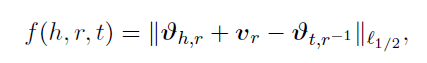 f(h, r, t) = ‖ϑ_{h,r} + v_r − ϑ_{t,r^{−1}}‖_{ℓ_{1/2}},